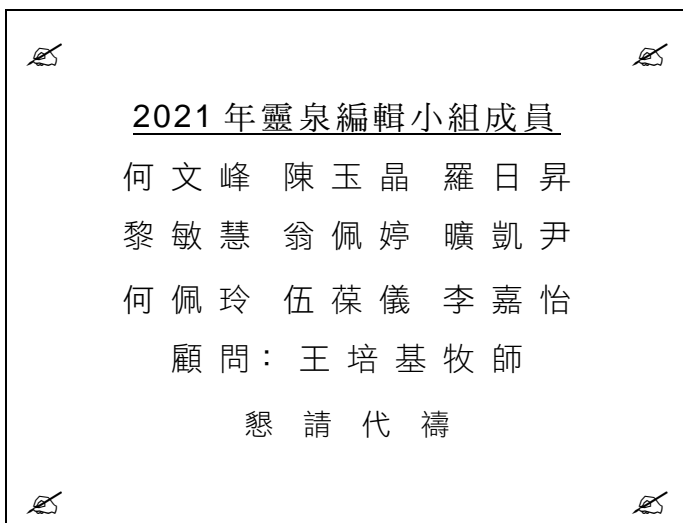 2021 年靈泉編輯小組成員
何文峰 陳玉晶 羅日昇
黎敏慧 翁佩婷 曠凱尹
何佩玲 伍葆儀 李嘉怡
顧問：王培基牧師
懇請代禱